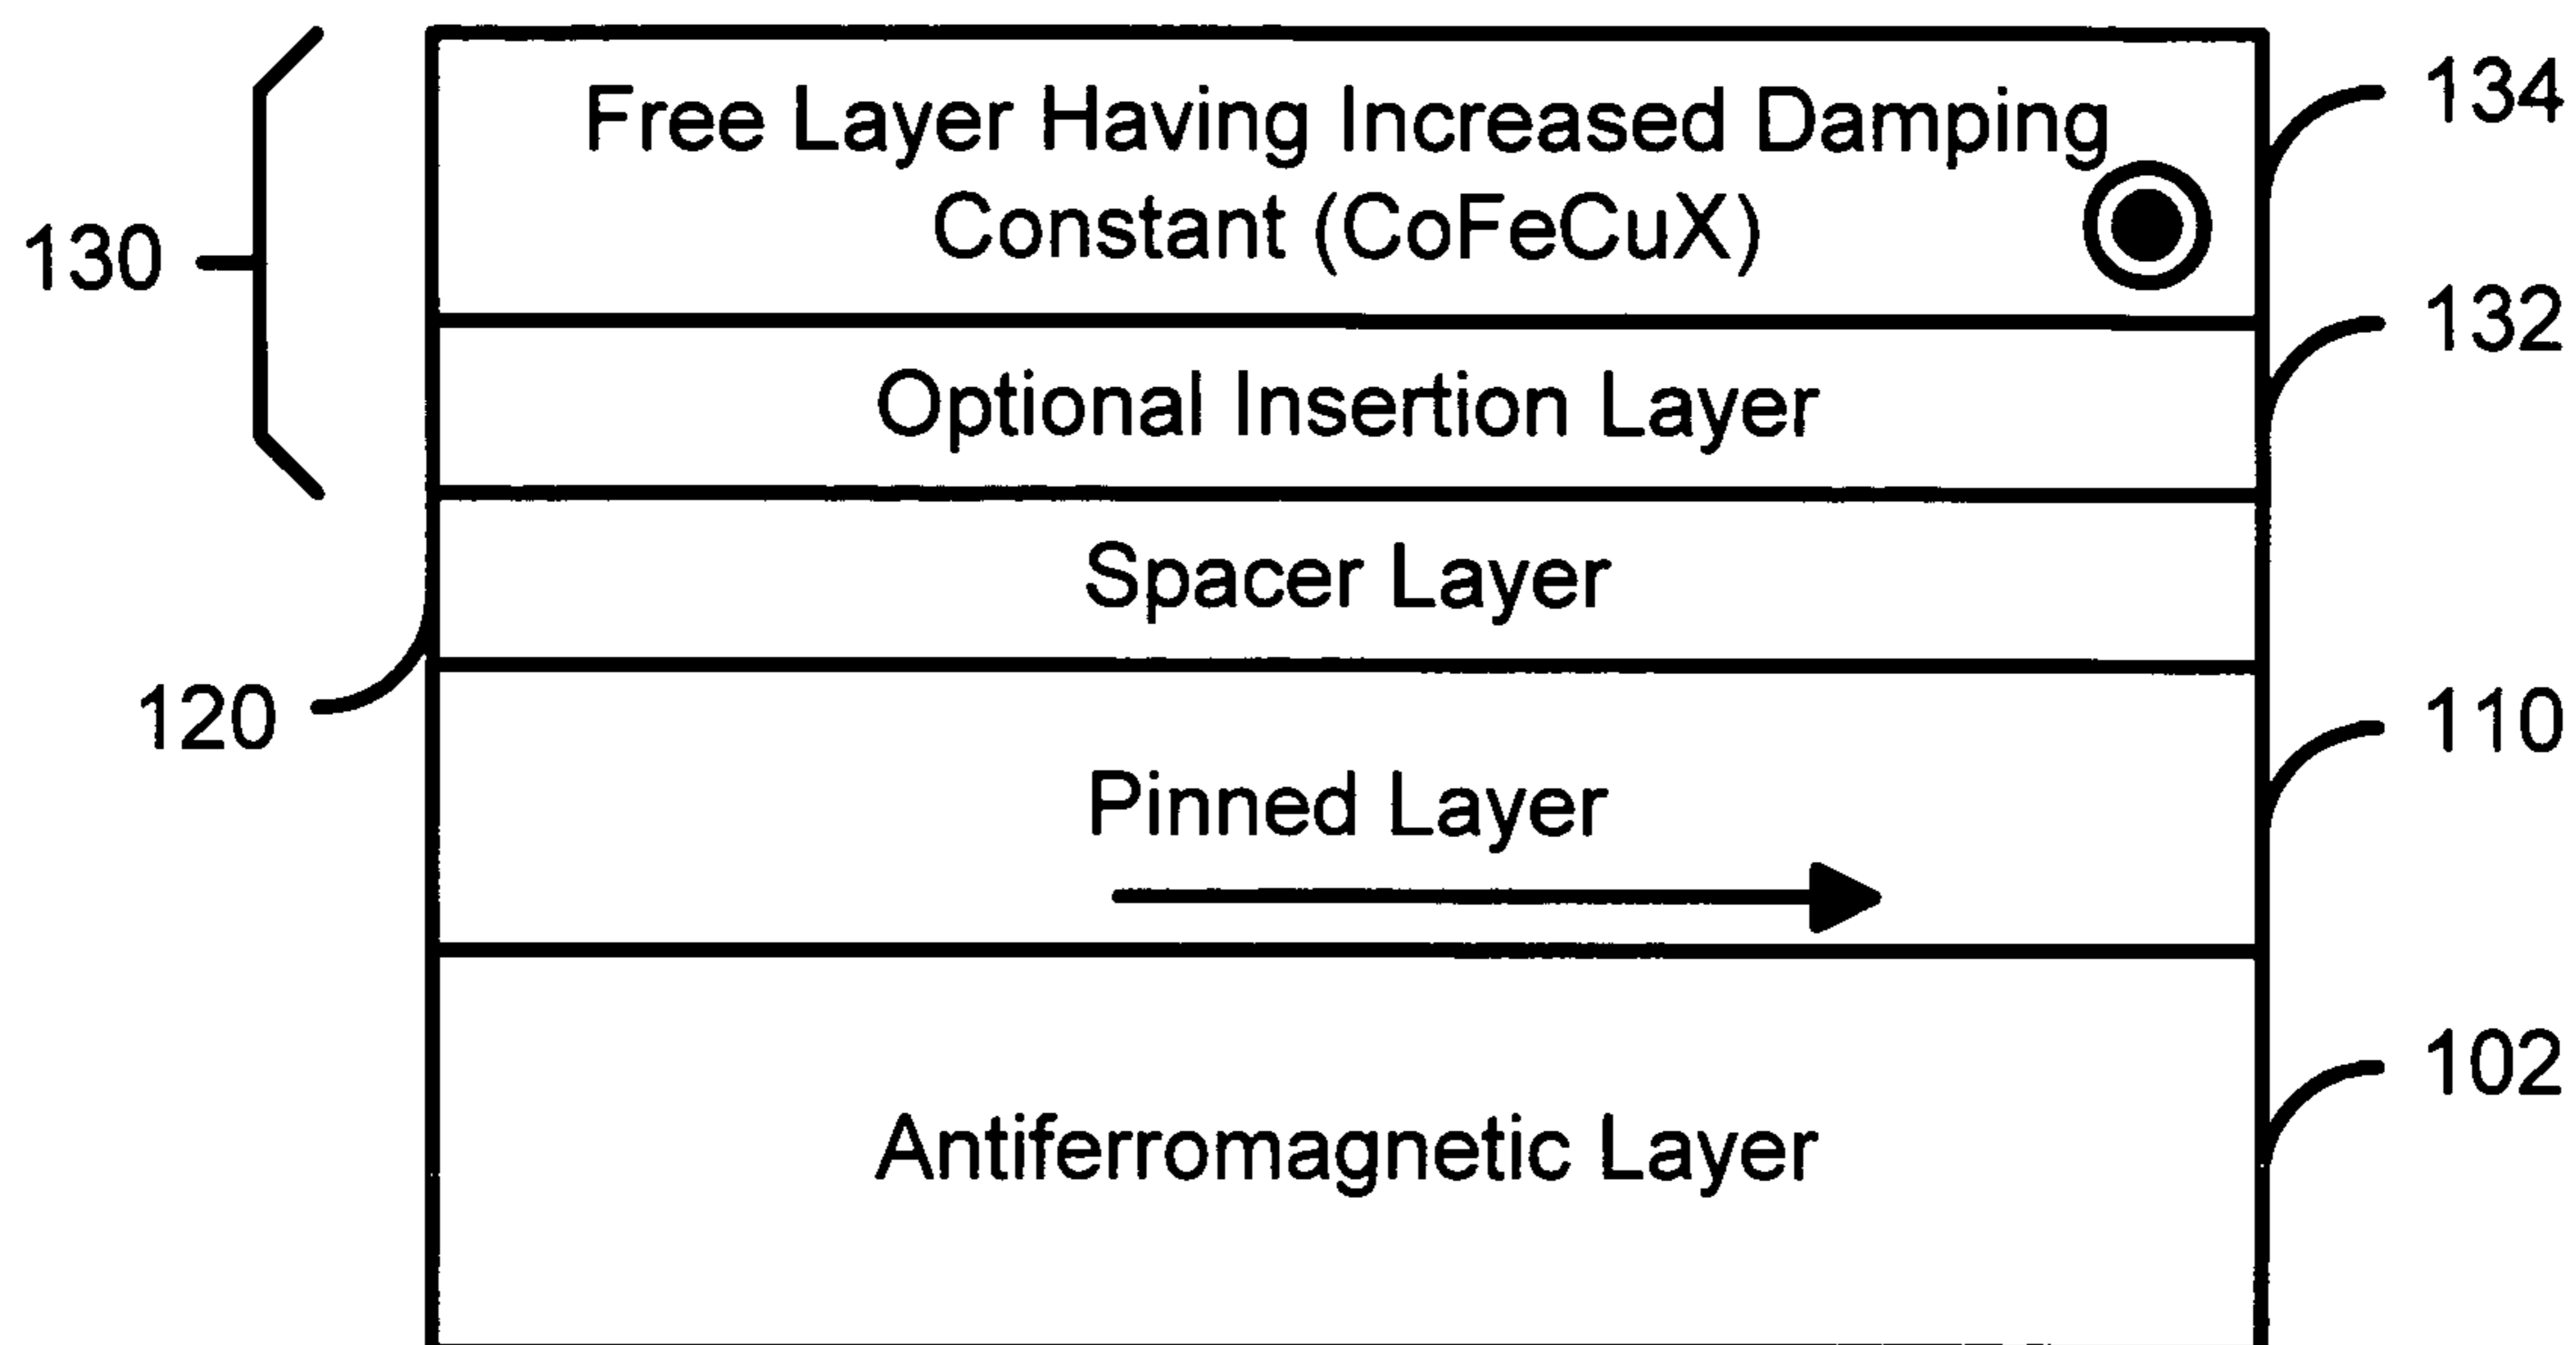 Free Layer Having Increased Damping
Constant (CoFeCuX)
134
130
132
Optional Insertion Layer
Spacer Layer
120
110
Pinned Layer
102
Antiferromagnetic Layer